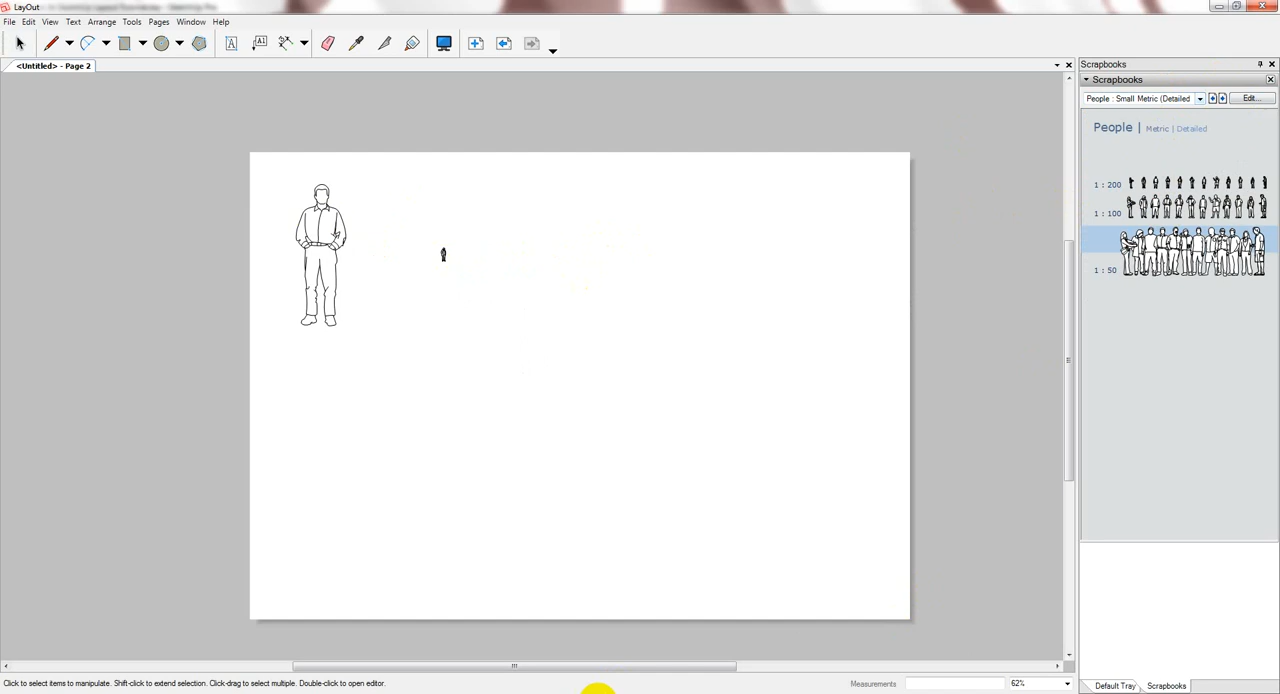 LayOut
File Edit View Text Arrange Tools Pages Window Help
A A1
<Untitled> - Page 2
Scrapbooks
Scrapbooks
People : Small Metric (Detailed Edit...
People | Metric | Detailed
1 : 200
1 : 100
1 : 50
Click to select items to manipulate. Shift-click to extend selection. Click-drag to select multiple. Double-click to open editor.
Measurements 62%
Default Tray Scrapbooks